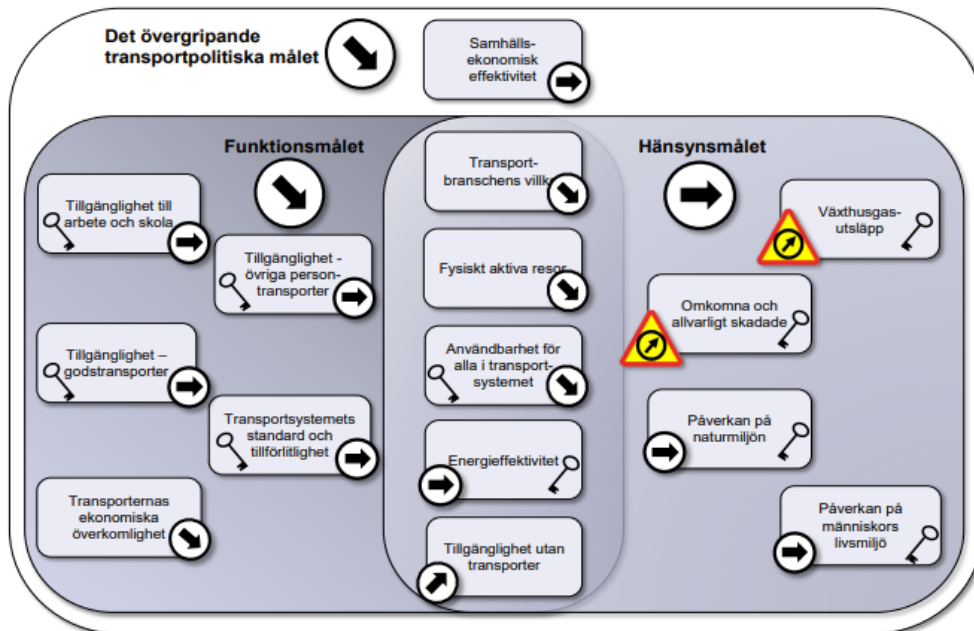 Det övergripande
transportpolitiska målet
Samhälls-
ekonomisk
effektivitet
Funktionsmålet
Tillgänglighet till
arbete och skola
Tillgänglighet -
övriga person-
transporter
Tillgänglighet –
godstransporter
Transportsystemets
standard och
tillförlitlighet
Transporternas
ekonomiska
överkomlighet
Transport-
branschens villkor
Fysiskt aktiva resor
Användbarhet för
alla i transport-
systemet
Energieffektivitet
Tillgänglighet utan
transporter
Hänsynsmålet
Växthusgas-
utsläpp
Omkomna och
allvarligt skadade
Påverkan på
naturmiljön
Påverkan på
människors
livsmiljö